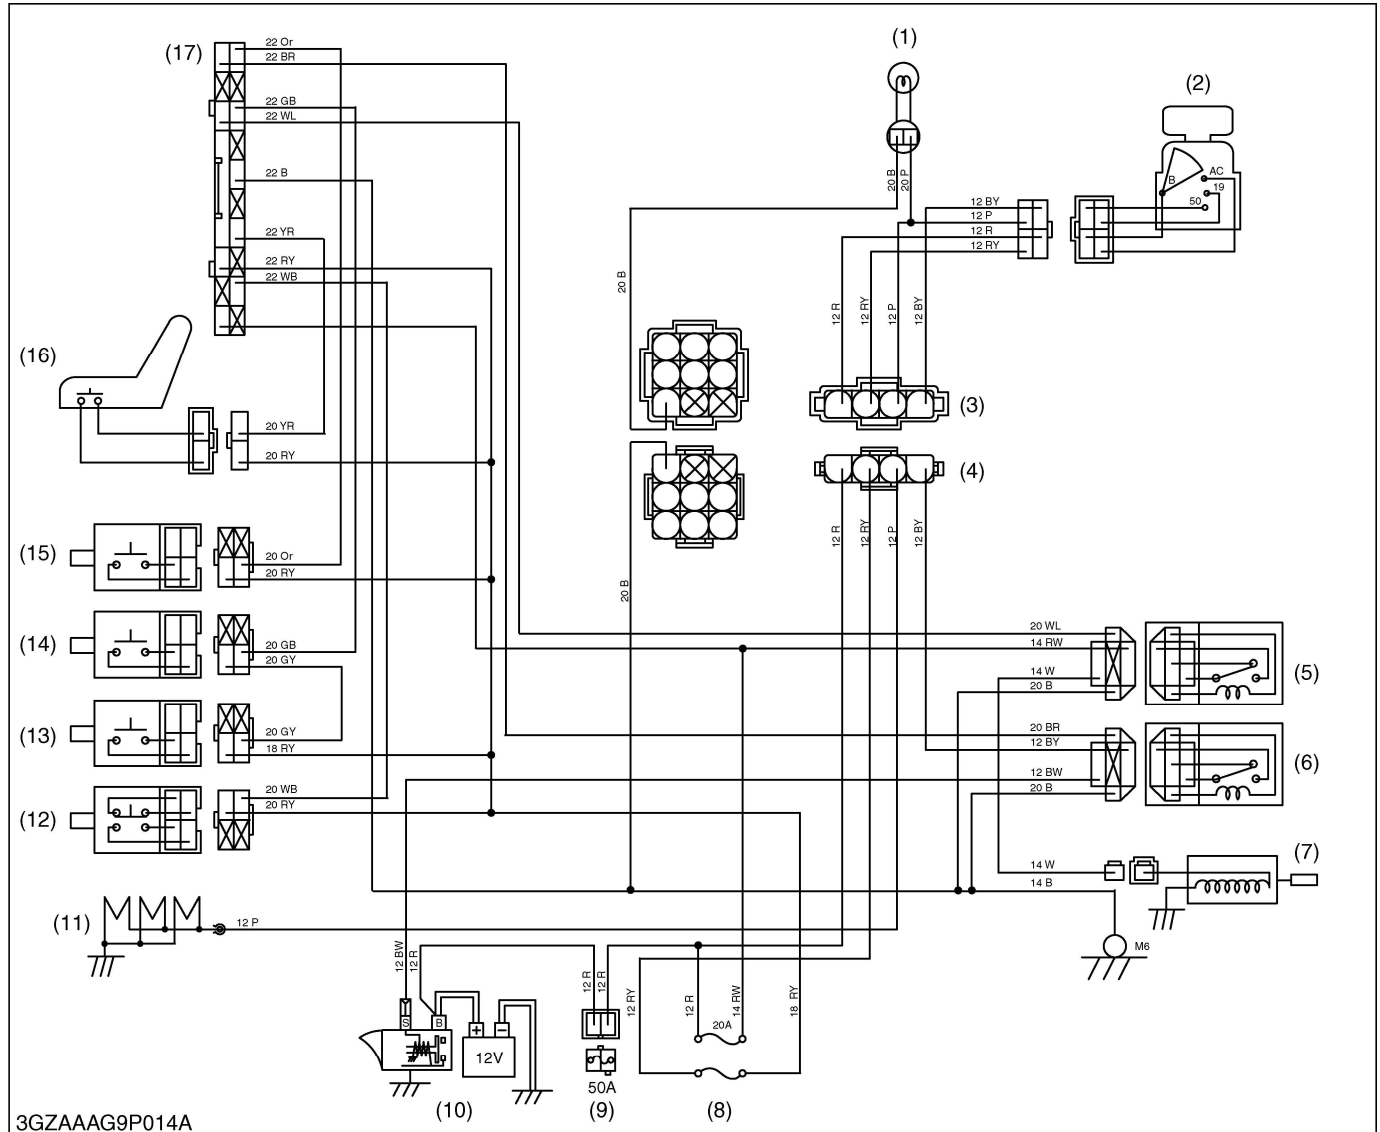 (17)
22 Or
22 BR
22 GB
22 WL
22 B
22 YR
22 RY
22 WB
(1)
20 B
20 P
(2)
B
AC
19
50
12 BY
12 P
12 R
12 RY
20 B
12 R
12 RY
12 P
12 BY
(16)
20 YR
20 RY
(3)
(4)
12 R
12 RY
12 P
12 BY
20 B
(15)
20 Or
20 RY
(14)
20 GB
20 GY
(13)
20 GY
18 RY
(12)
20 WB
20 RY
20 WL
14 RW
14 W
20 B
(5)
20 BR
12 BY
12 BW
20 B
(6)
14 W
14 B
(7)
M6
(11)
12 P
12 BW
12 R
S
B
+
−
12V
(10)
12 R
12 R
50A
(9)
12 RY
12 R
14 RW
18 RY
20A
(8)
3GZAAAG9P014A